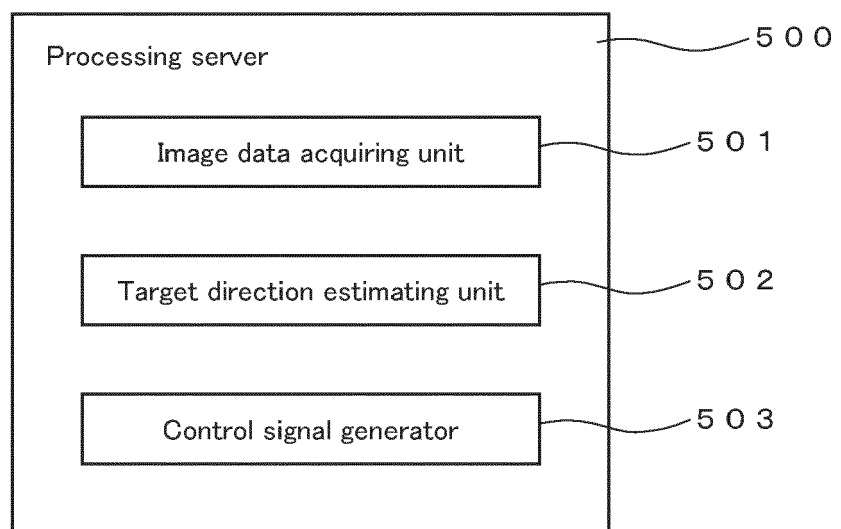 Processing server
５００
Image data acquiring unit
５０１
Target direction estimating unit
５０２
Control signal generator
５０３